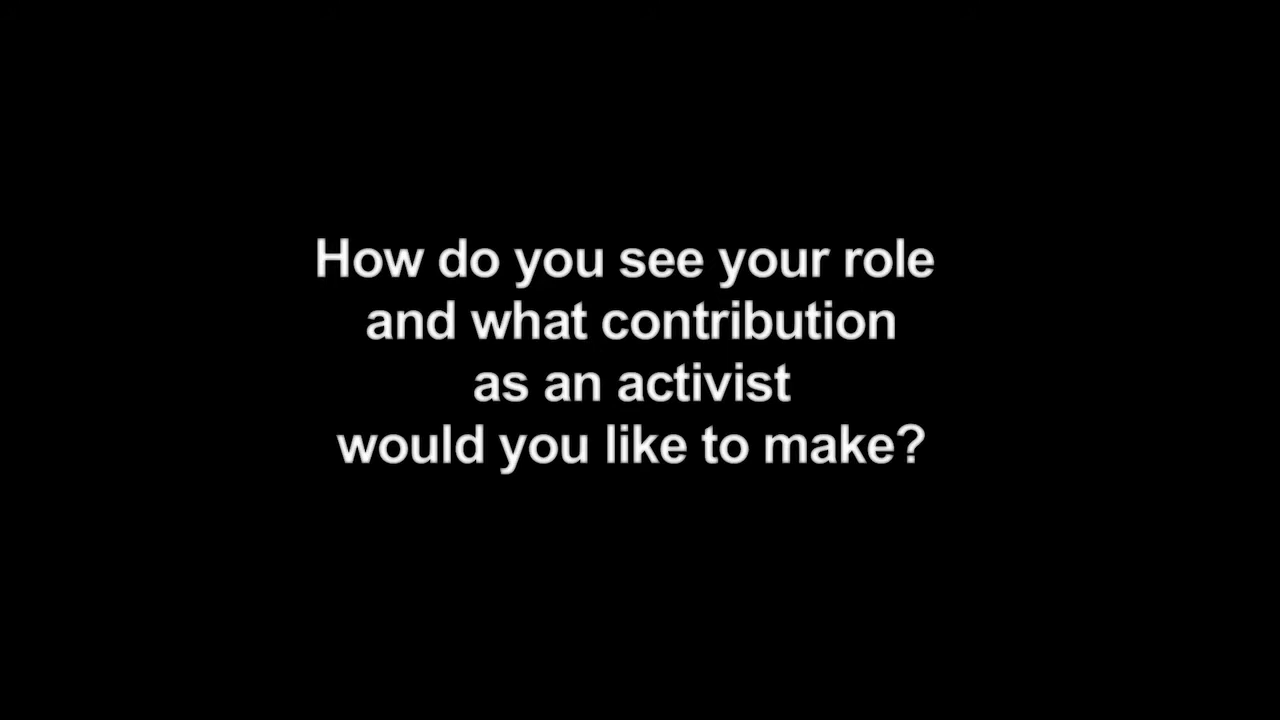 How do you see your role
and what contribution
as an activist
would you like to make?